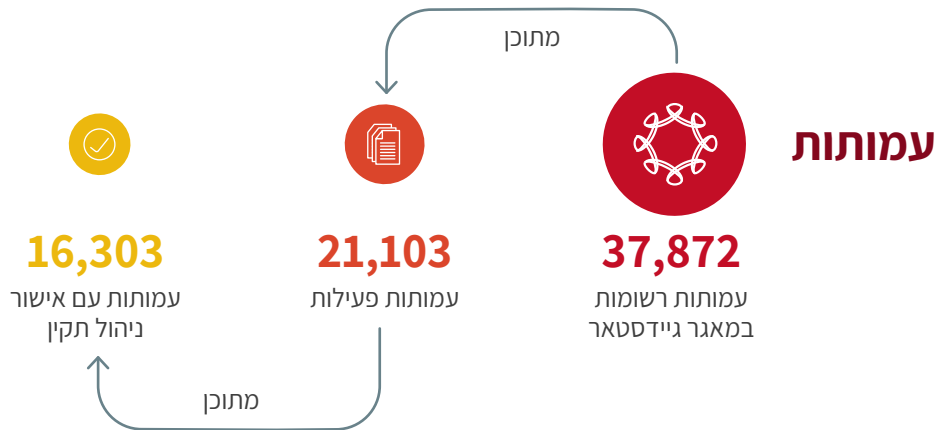 עמותות
37,872
עמותות רשומות
במאגר גיידסטאר
מתוכן
21,103
עמותות פעילות
מתוכן
16,303
עמותות עם אישור
ניהול תקין